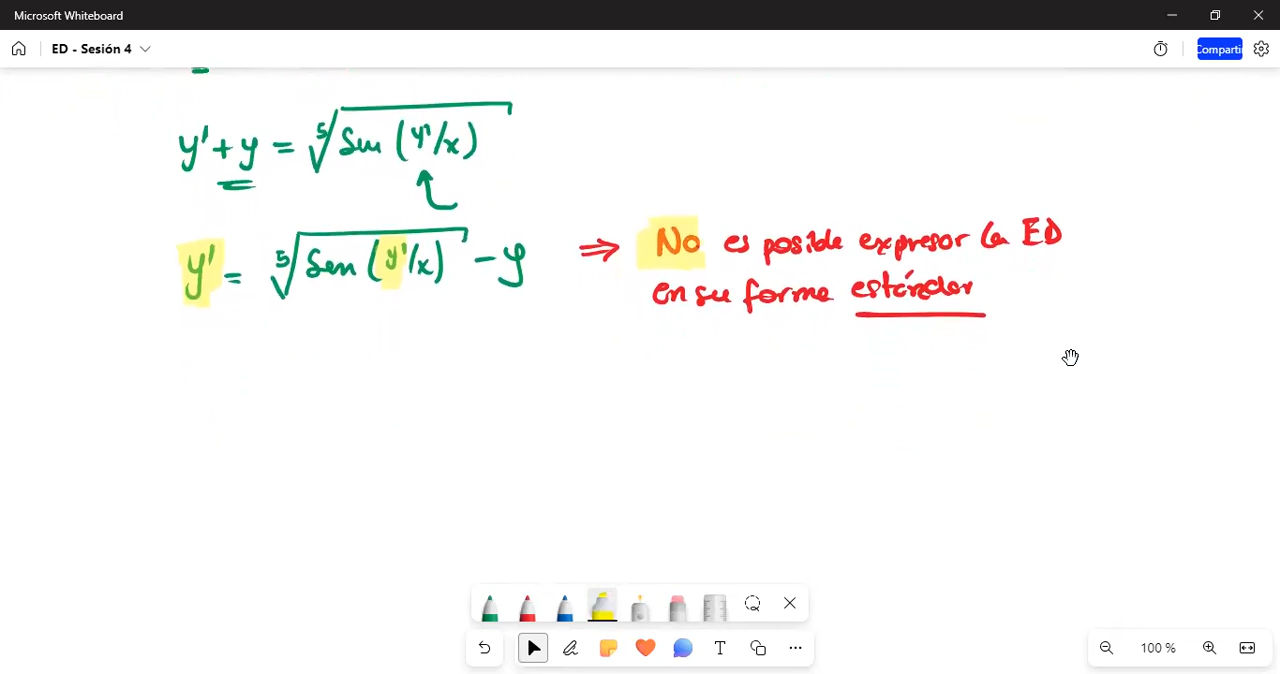 Microsoft Whiteboard
ED - Sesión 4
Comparti
y' + y = ⁵√Sen (y'/x)
y' = ⁵√Sen (y'/x) - y ⇒ No es posible expresar la ED
en su forma estándar
T
100 %